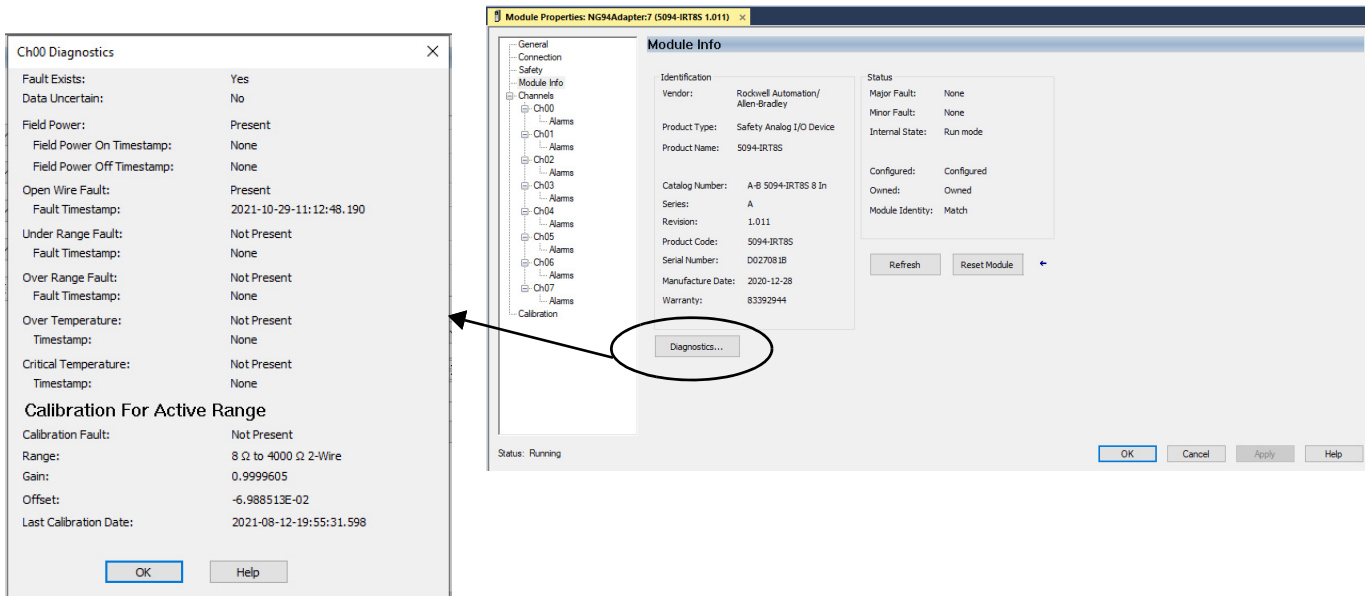 Ch00 Diagnostics
Fault Exists: Yes
Data Uncertain: No
Field Power: Present
Field Power On Timestamp: None
Field Power Off Timestamp: None
Open Wire Fault: Present
Fault Timestamp: 2021-10-29-11:12:48.190
Under Range Fault: Not Present
Fault Timestamp: None
Over Range Fault: Not Present
Fault Timestamp: None
Over Temperature: Not Present
Timestamp: None
Critical Temperature: Not Present
Timestamp: None
Calibration For Active Range
Calibration Fault: Not Present
Range: 8 Ω to 4000 Ω 2-Wire
Gain: 0.9999605
Offset: -6.988513E-02
Last Calibration Date: 2021-08-12-19:55:31.598
OK Help
Module Properties: NG94Adapter:7 (5094-IRT8S 1.011)
General
Connection
Safety
Module Info
Channels
Ch00
Alarms
Ch01
Alarms
Ch02
Alarms
Ch03
Alarms
Ch04
Alarms
Ch05
Alarms
Ch06
Alarms
Ch07
Alarms
Calibration
Module Info
Identification
Vendor: Rockwell Automation/
Allen-Bradley
Product Type: Safety Analog I/O Device
Product Name: 5094-IRT8S
Catalog Number: A-B 5094-IRT8S 8 In
Series: A
Revision: 1.011
Product Code: 5094-IRT8S
Serial Number: D027081B
Manufacture Date: 2020-12-28
Warranty: 83392944
Diagnostics...
Status
Major Fault: None
Minor Fault: None
Internal State: Run mode
Configured: Configured
Owned: Owned
Module Identity: Match
Refresh Reset Module
Status: Running
OK Cancel Apply Help